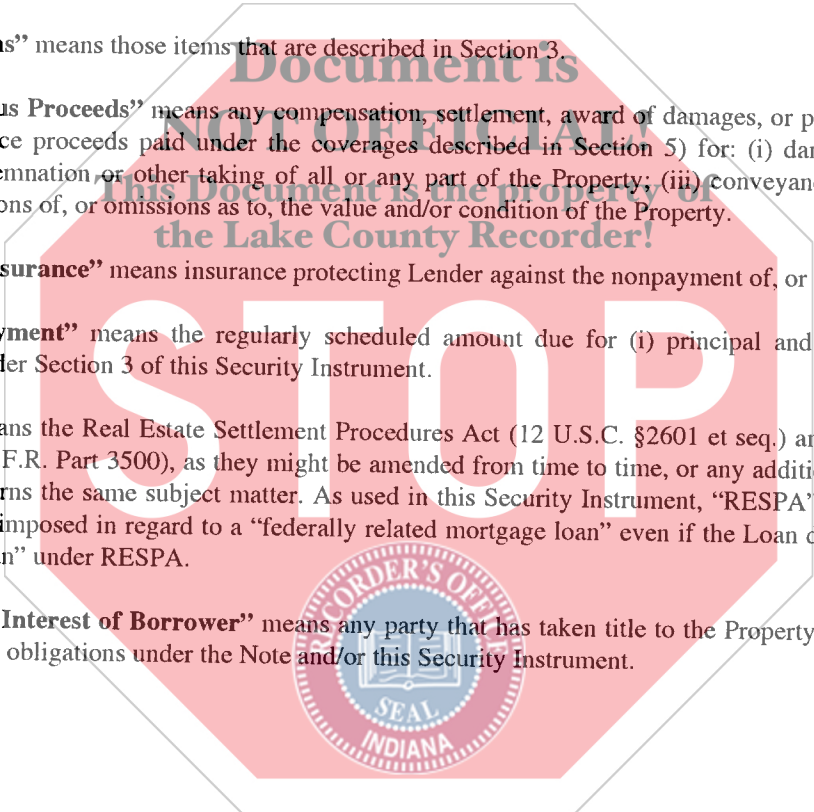 ns” means those items that are described in Section 3.
Document is
us Proceeds” means any compensation, settlement, award of damages, or p
NOT OFFICIAL!
ce proceeds paid under the coverages described in Section 5) for: (i) dar
emnation or other taking of all or any part of the Property; (iii) conveyan
This Document is the property of
ons of, or omissions as to, the value and/or condition of the Property.
the Lake County Recorder!
surance” means insurance protecting Lender against the nonpayment of, or
STOP
yment” means the regularly scheduled amount due for (i) principal and
der Section 3 of this Security Instrument.
ans the Real Estate Settlement Procedures Act (12 U.S.C. §2601 et seq.) an
F.R. Part 3500), as they might be amended from time to time, or any additi
rns the same subject matter. As used in this Security Instrument, “RESPA”
imposed in regard to a “federally related mortgage loan” even if the Loan d
n” under RESPA.
RECORDER'S OFFICE
Interest of Borrower” means any party that has taken title to the Property
obligations under the Note and/or this Security Instrument.
SEAL
INDIANA